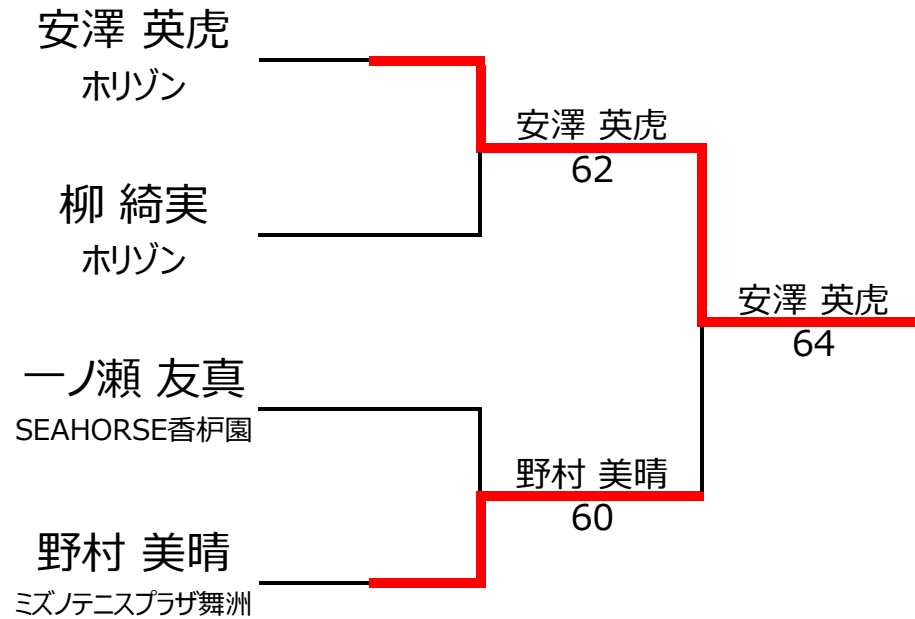 安澤 英虎
ホリゾン
柳 綺実
ホリゾン
一ノ瀬 友真
SEAHORSE香枦園
野村 美晴
ミズノテニスプラザ舞洲
安澤 英虎
62
野村 美晴
60
安澤 英虎
64